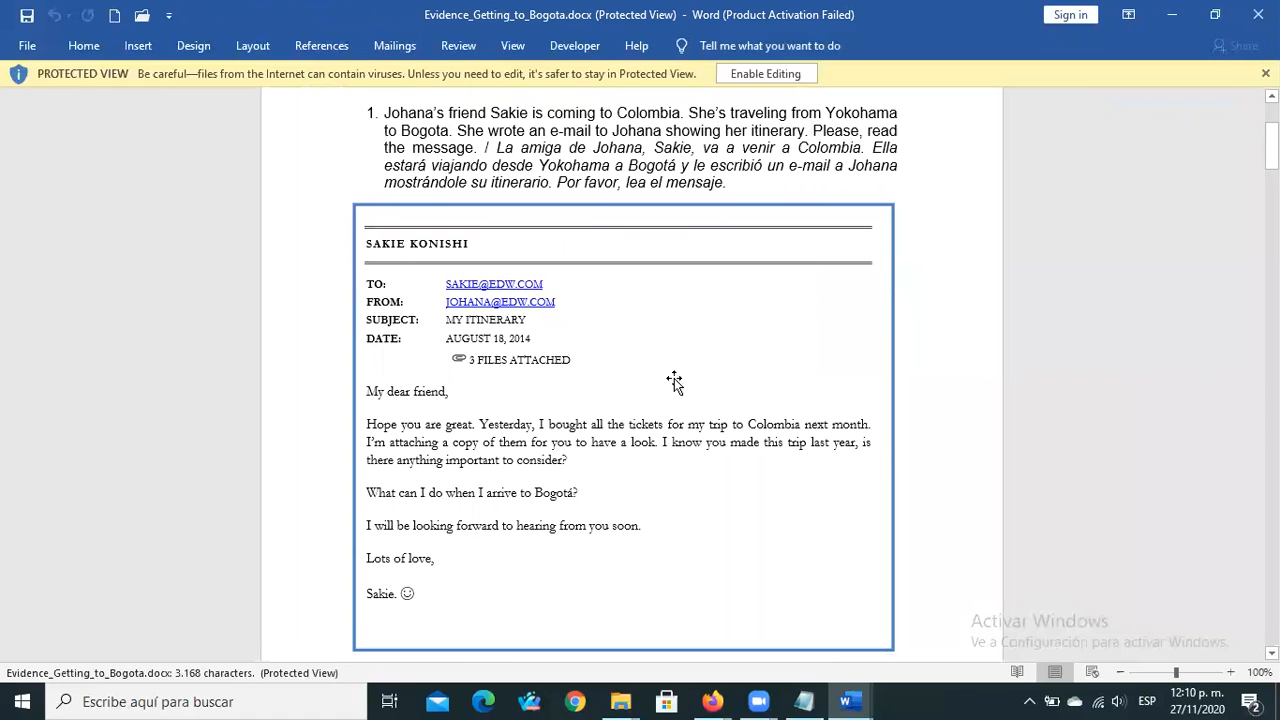 Evidence_Getting_to_Bogota.docx (Protected View) - Word (Product Activation Failed)
Sign in
File Home Insert Design Layout References Mailings Review View Developer Help Tell me what you want to do Share
PROTECTED VIEW Be careful—files from the Internet can contain viruses. Unless you need to edit, it's safer to stay in Protected View. Enable Editing
1. Johana's friend Sakie is coming to Colombia. She's traveling from Yokohama
to Bogota. She wrote an e-mail to Johana showing her itinerary. Please, read
the message. / La amiga de Johana, Sakie, va a venir a Colombia. Ella
estará viajando desde Yokohama a Bogotá y le escribió un e-mail a Johana
mostrándole su itinerario. Por favor, lea el mensaje.
SAKIE KONISHI
TO: SAKIE@EDW.COM
FROM: JOHANA@EDW.COM
SUBJECT: MY ITINERARY
DATE: AUGUST 18, 2014
3 FILES ATTACHED
My dear friend,
Hope you are great. Yesterday, I bought all the tickets for my trip to Colombia next month.
I'm attaching a copy of them for you to have a look. I know you made this trip last year, is
there anything important to consider?
What can I do when I arrive to Bogotá?
I will be looking forward to hearing from you soon.
Lots of love,
Sakie. ☺
Activar Windows
Ve a Configuración para activar Windows.
Evidence_Getting_to_Bogota.docx: 3.168 characters. (Protected View)
100%
Escribe aquí para buscar
ESP
12:10 p. m.
27/11/2020
2